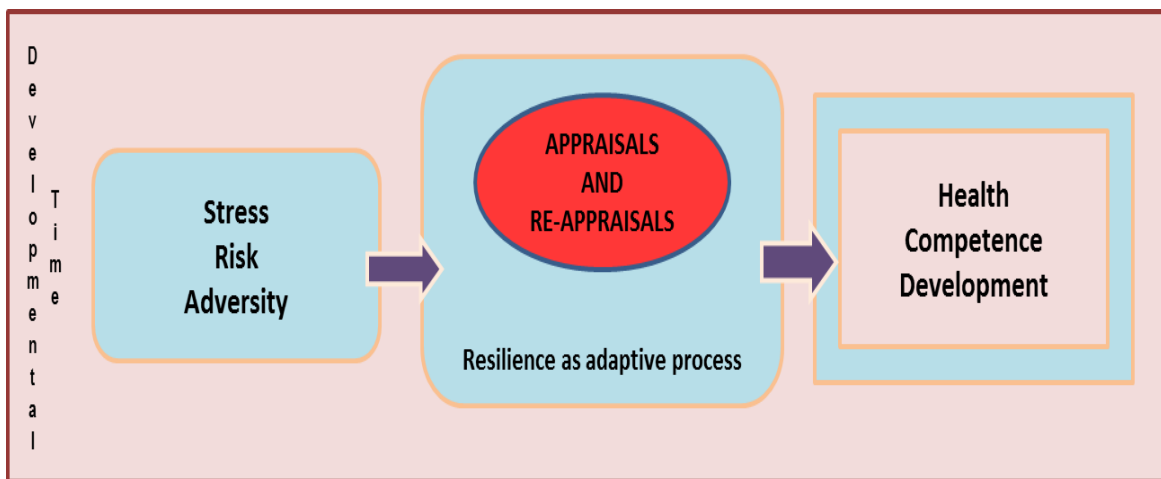 Developmental
Time
Stress
Risk
Adversity
APPRAISALS
AND
RE-APPRAISALS
Resilience as adaptive process
Health
Competence
Development